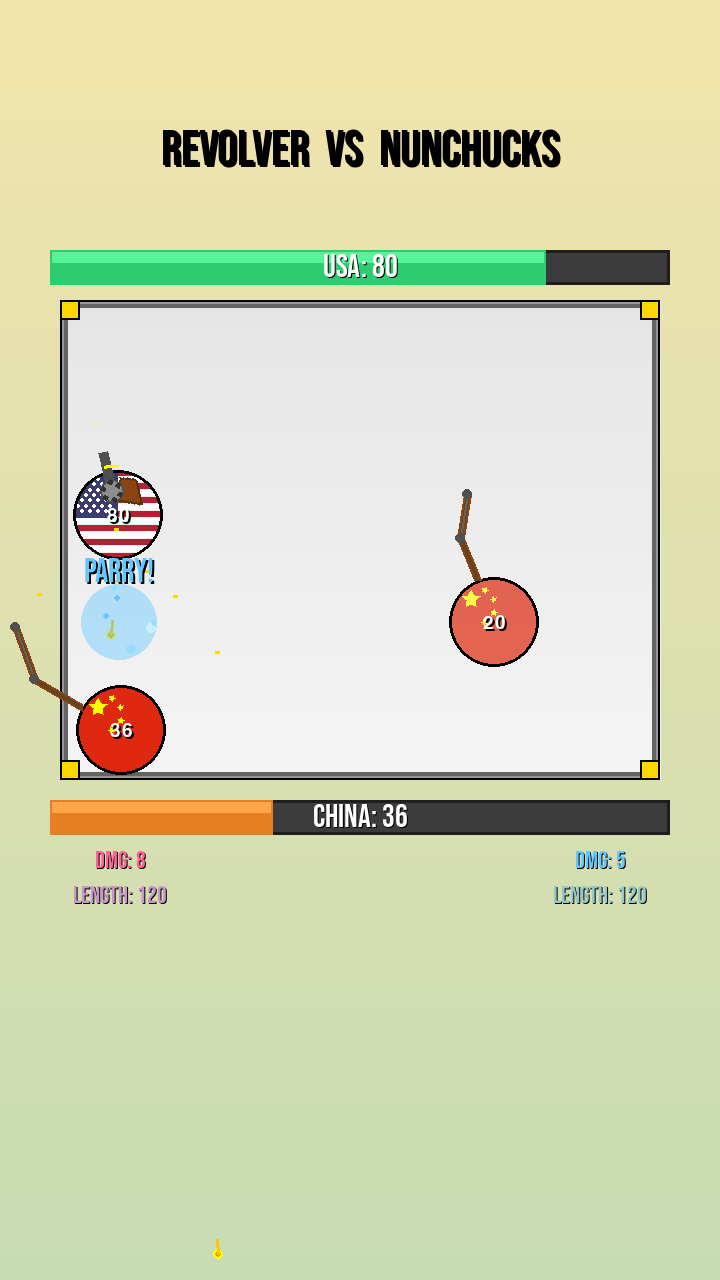 REVOLVER VS NUNCHUCKS
USA: 80
80
PARRY!
20
36
CHINA: 36
DMG: 8
DMG: 5
LENGTH: 120
LENGTH: 120